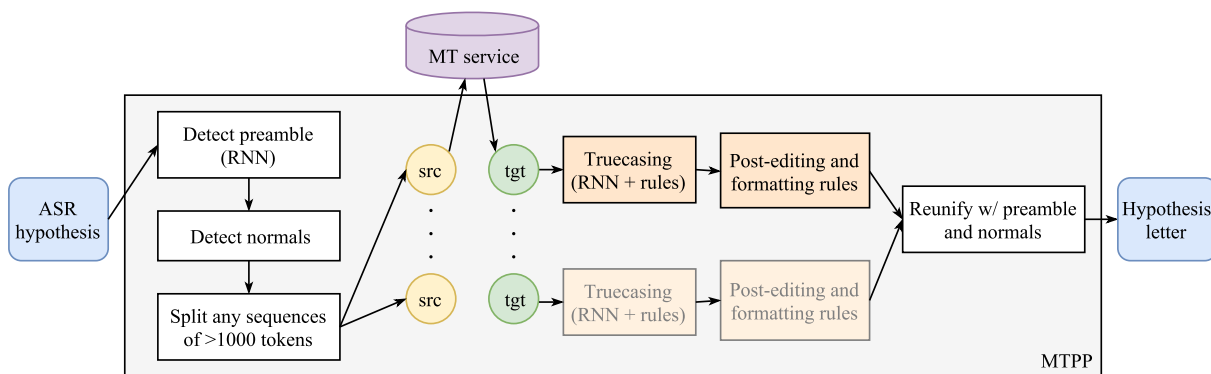 MT service
Detect preamble
(RNN)
ASR
hypothesis
Detect normals
Split any sequences
of >1000 tokens
src
src
tgt
tgt
Truecasing
(RNN + rules)
Post-editing and
formatting rules
Truecasing
(RNN + rules)
Post-editing and
formatting rules
Reunify w/ preamble
and normals
Hypothesis
letter
MTPP